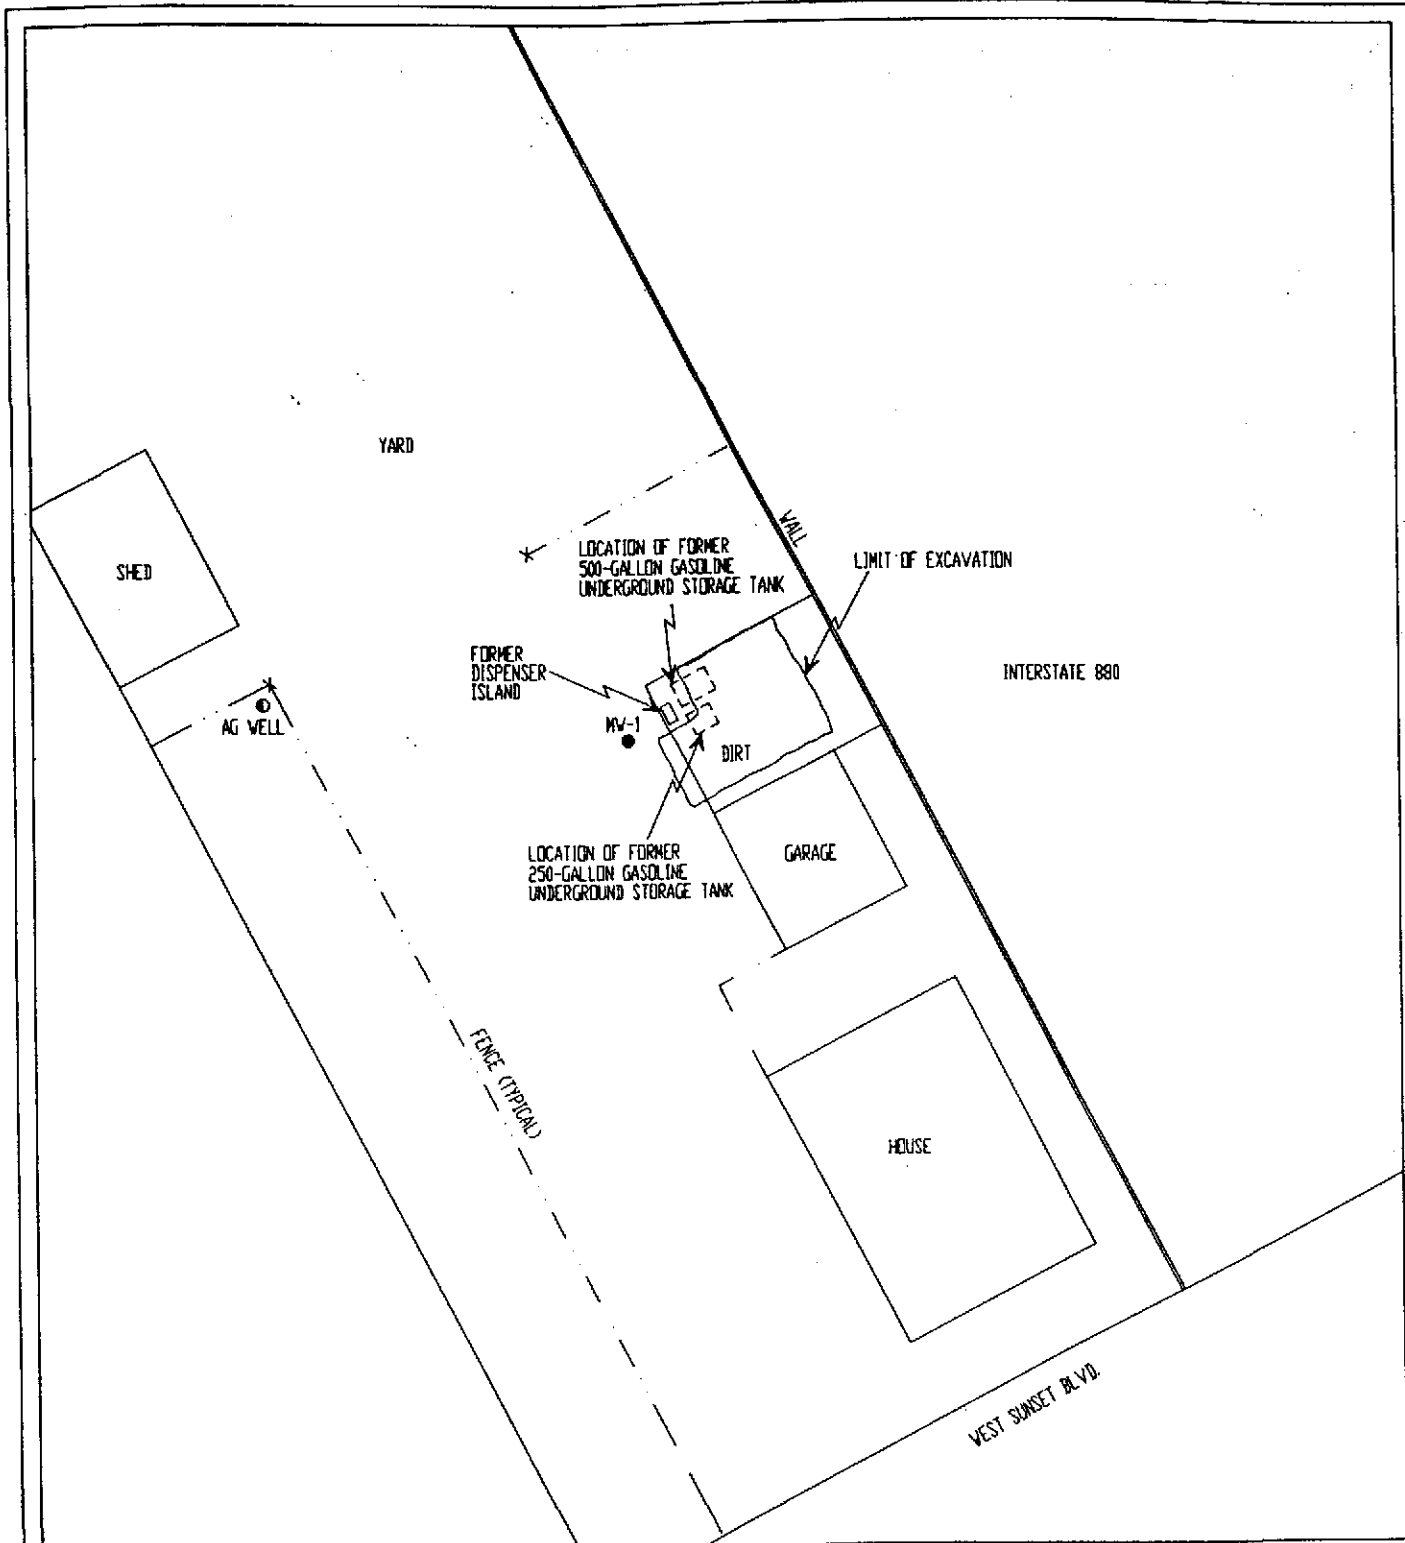 YARD
WALL
LOCATION OF FORMER
500-GALLON GASOLINE
UNDERGROUND STORAGE TANK
LIMIT OF EXCAVATION
SHED
FORMER
DISPENSER
ISLAND
INTERSTATE 880
AG WELL
MW-1
DIRT
LOCATION OF FORMER
250-GALLON GASOLINE
UNDERGROUND STORAGE TANK
GARAGE
FENCE (TYPICAL)
HOUSE
WEST SUNSET BLVD.